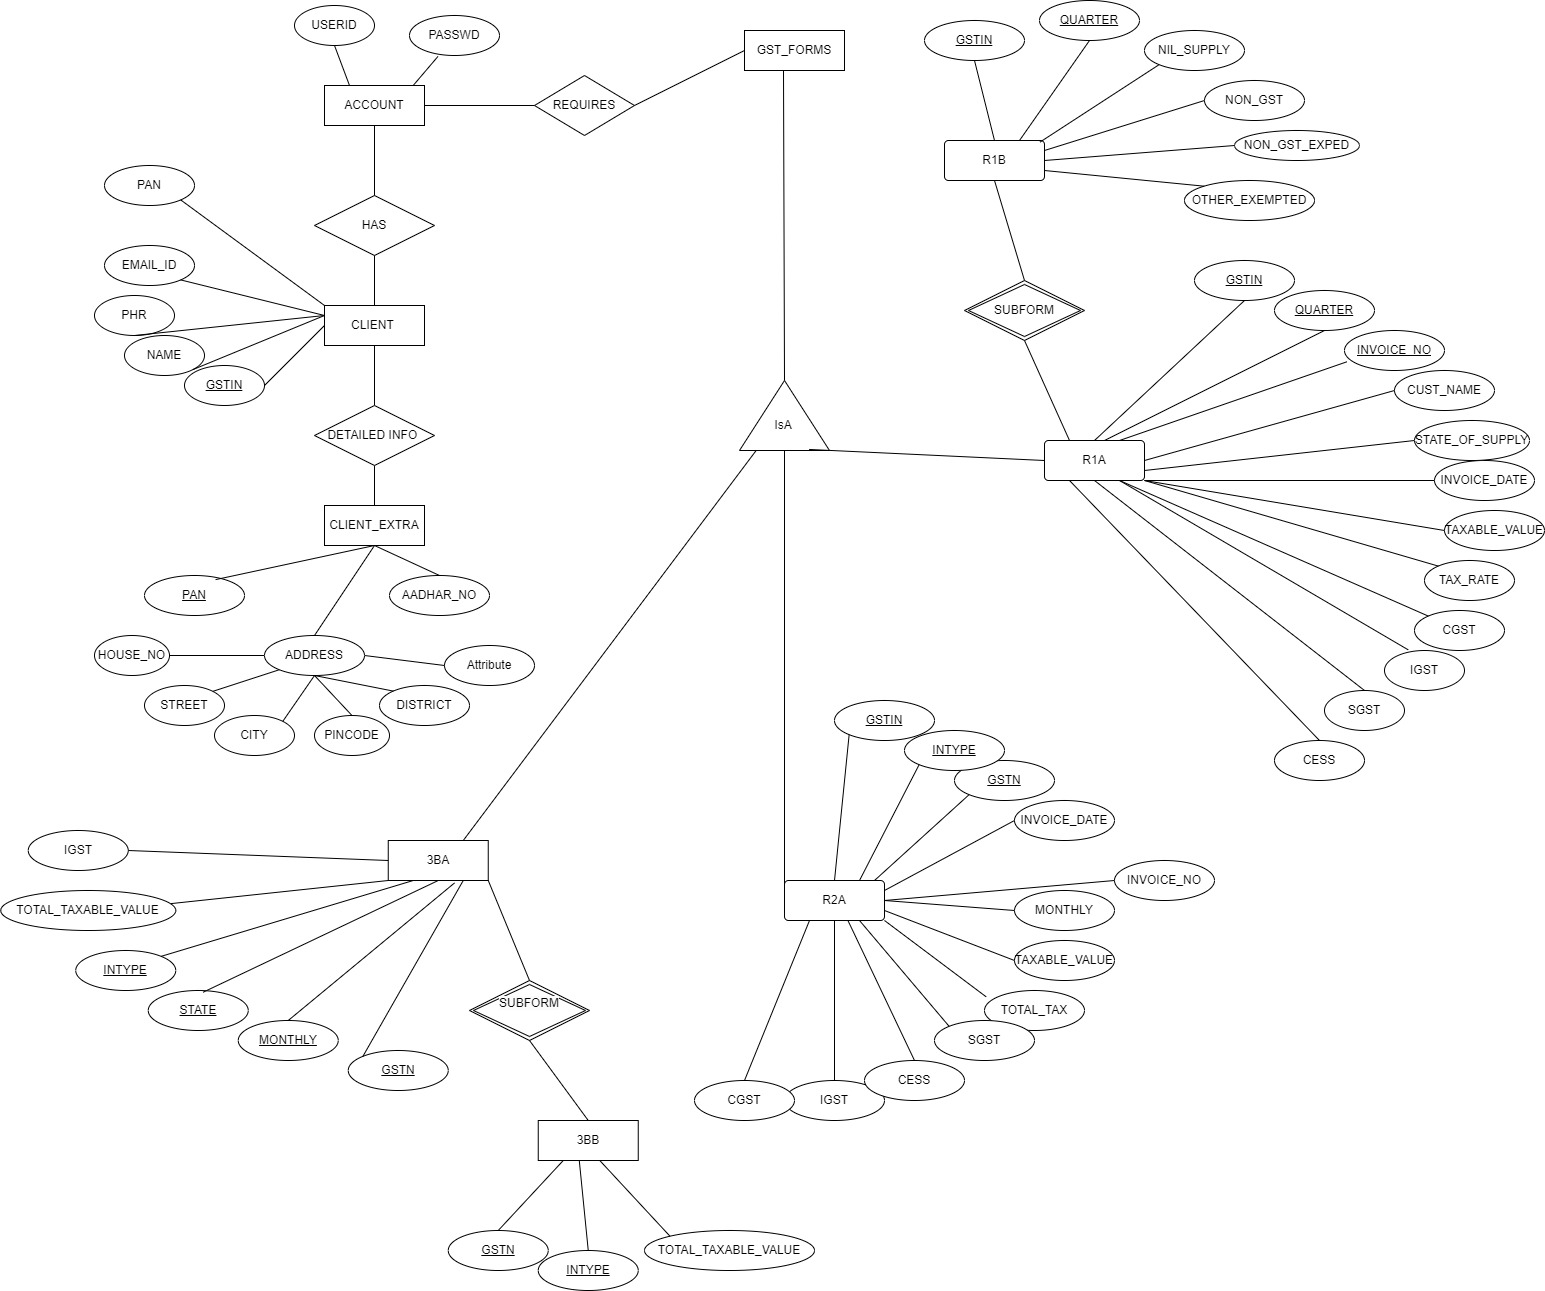 USERID
PASSWD
ACCOUNT
REQUIRES
GST_FORMS
GSTIN
QUARTER
NIL_SUPPLY
NON_GST
NON_GST_EXPED
OTHER_EXEMPTED
R1B
PAN
HAS
EMAIL_ID
PHR
NAME
GSTIN
CLIENT
SUBFORM
GSTIN
QUARTER
INVOICE_NO
CUST_NAME
STATE_OF_SUPPLY
INVOICE_DATE
TAXABLE_VALUE
TAX_RATE
CGST
IGST
SGST
CESS
R1A
IsA
DETAILED INFO
CLIENT_EXTRA
PAN
AADHAR_NO
HOUSE_NO
ADDRESS
Attribute
STREET
CITY
PINCODE
DISTRICT
GSTIN
INTYPE
GSTN
INVOICE_DATE
INVOICE_NO
MONTHLY
TAXABLE_VALUE
TOTAL_TAX
SGST
CESS
IGST
CGST
R2A
IGST
3BA
TOTAL_TAXABLE_VALUE
INTYPE
STATE
MONTHLY
GSTN
SUBFORM
3BB
GSTN
INTYPE
TOTAL_TAXABLE_VALUE